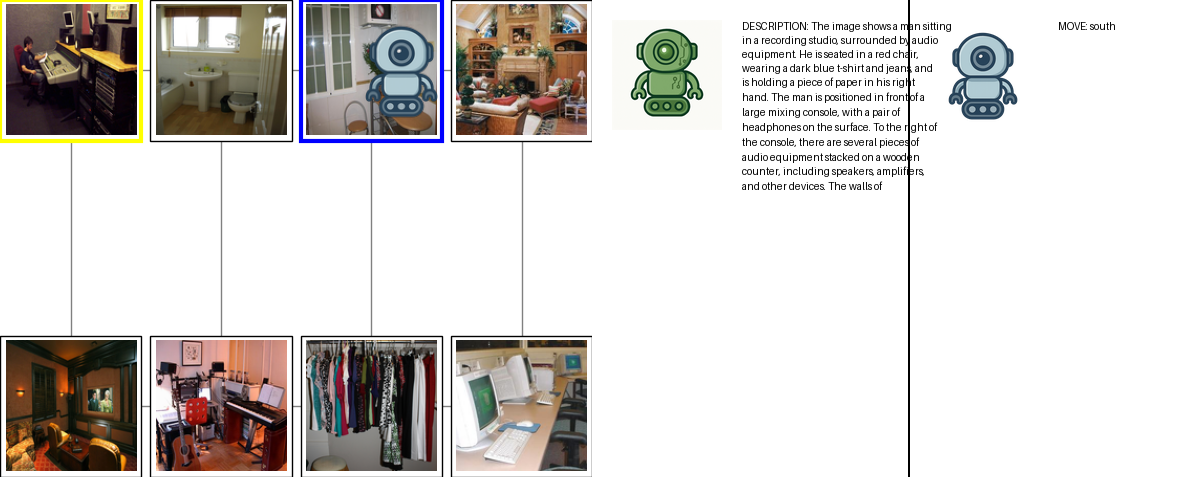 DESCRIPTION: The image shows a man sitting
in a recording studio, surrounded by audio
equipment. He is seated in a red chair,
wearing a dark blue t-shirt and jeans, and
is holding a piece of paper in his right
hand. The man is positioned in front of a
large mixing console, with a pair of
headphones on the surface. To the right of
the console, there are several pieces of
audio equipment stacked on a wooden
counter, including speakers, amplifiers,
and other devices. The walls of
MOVE: south